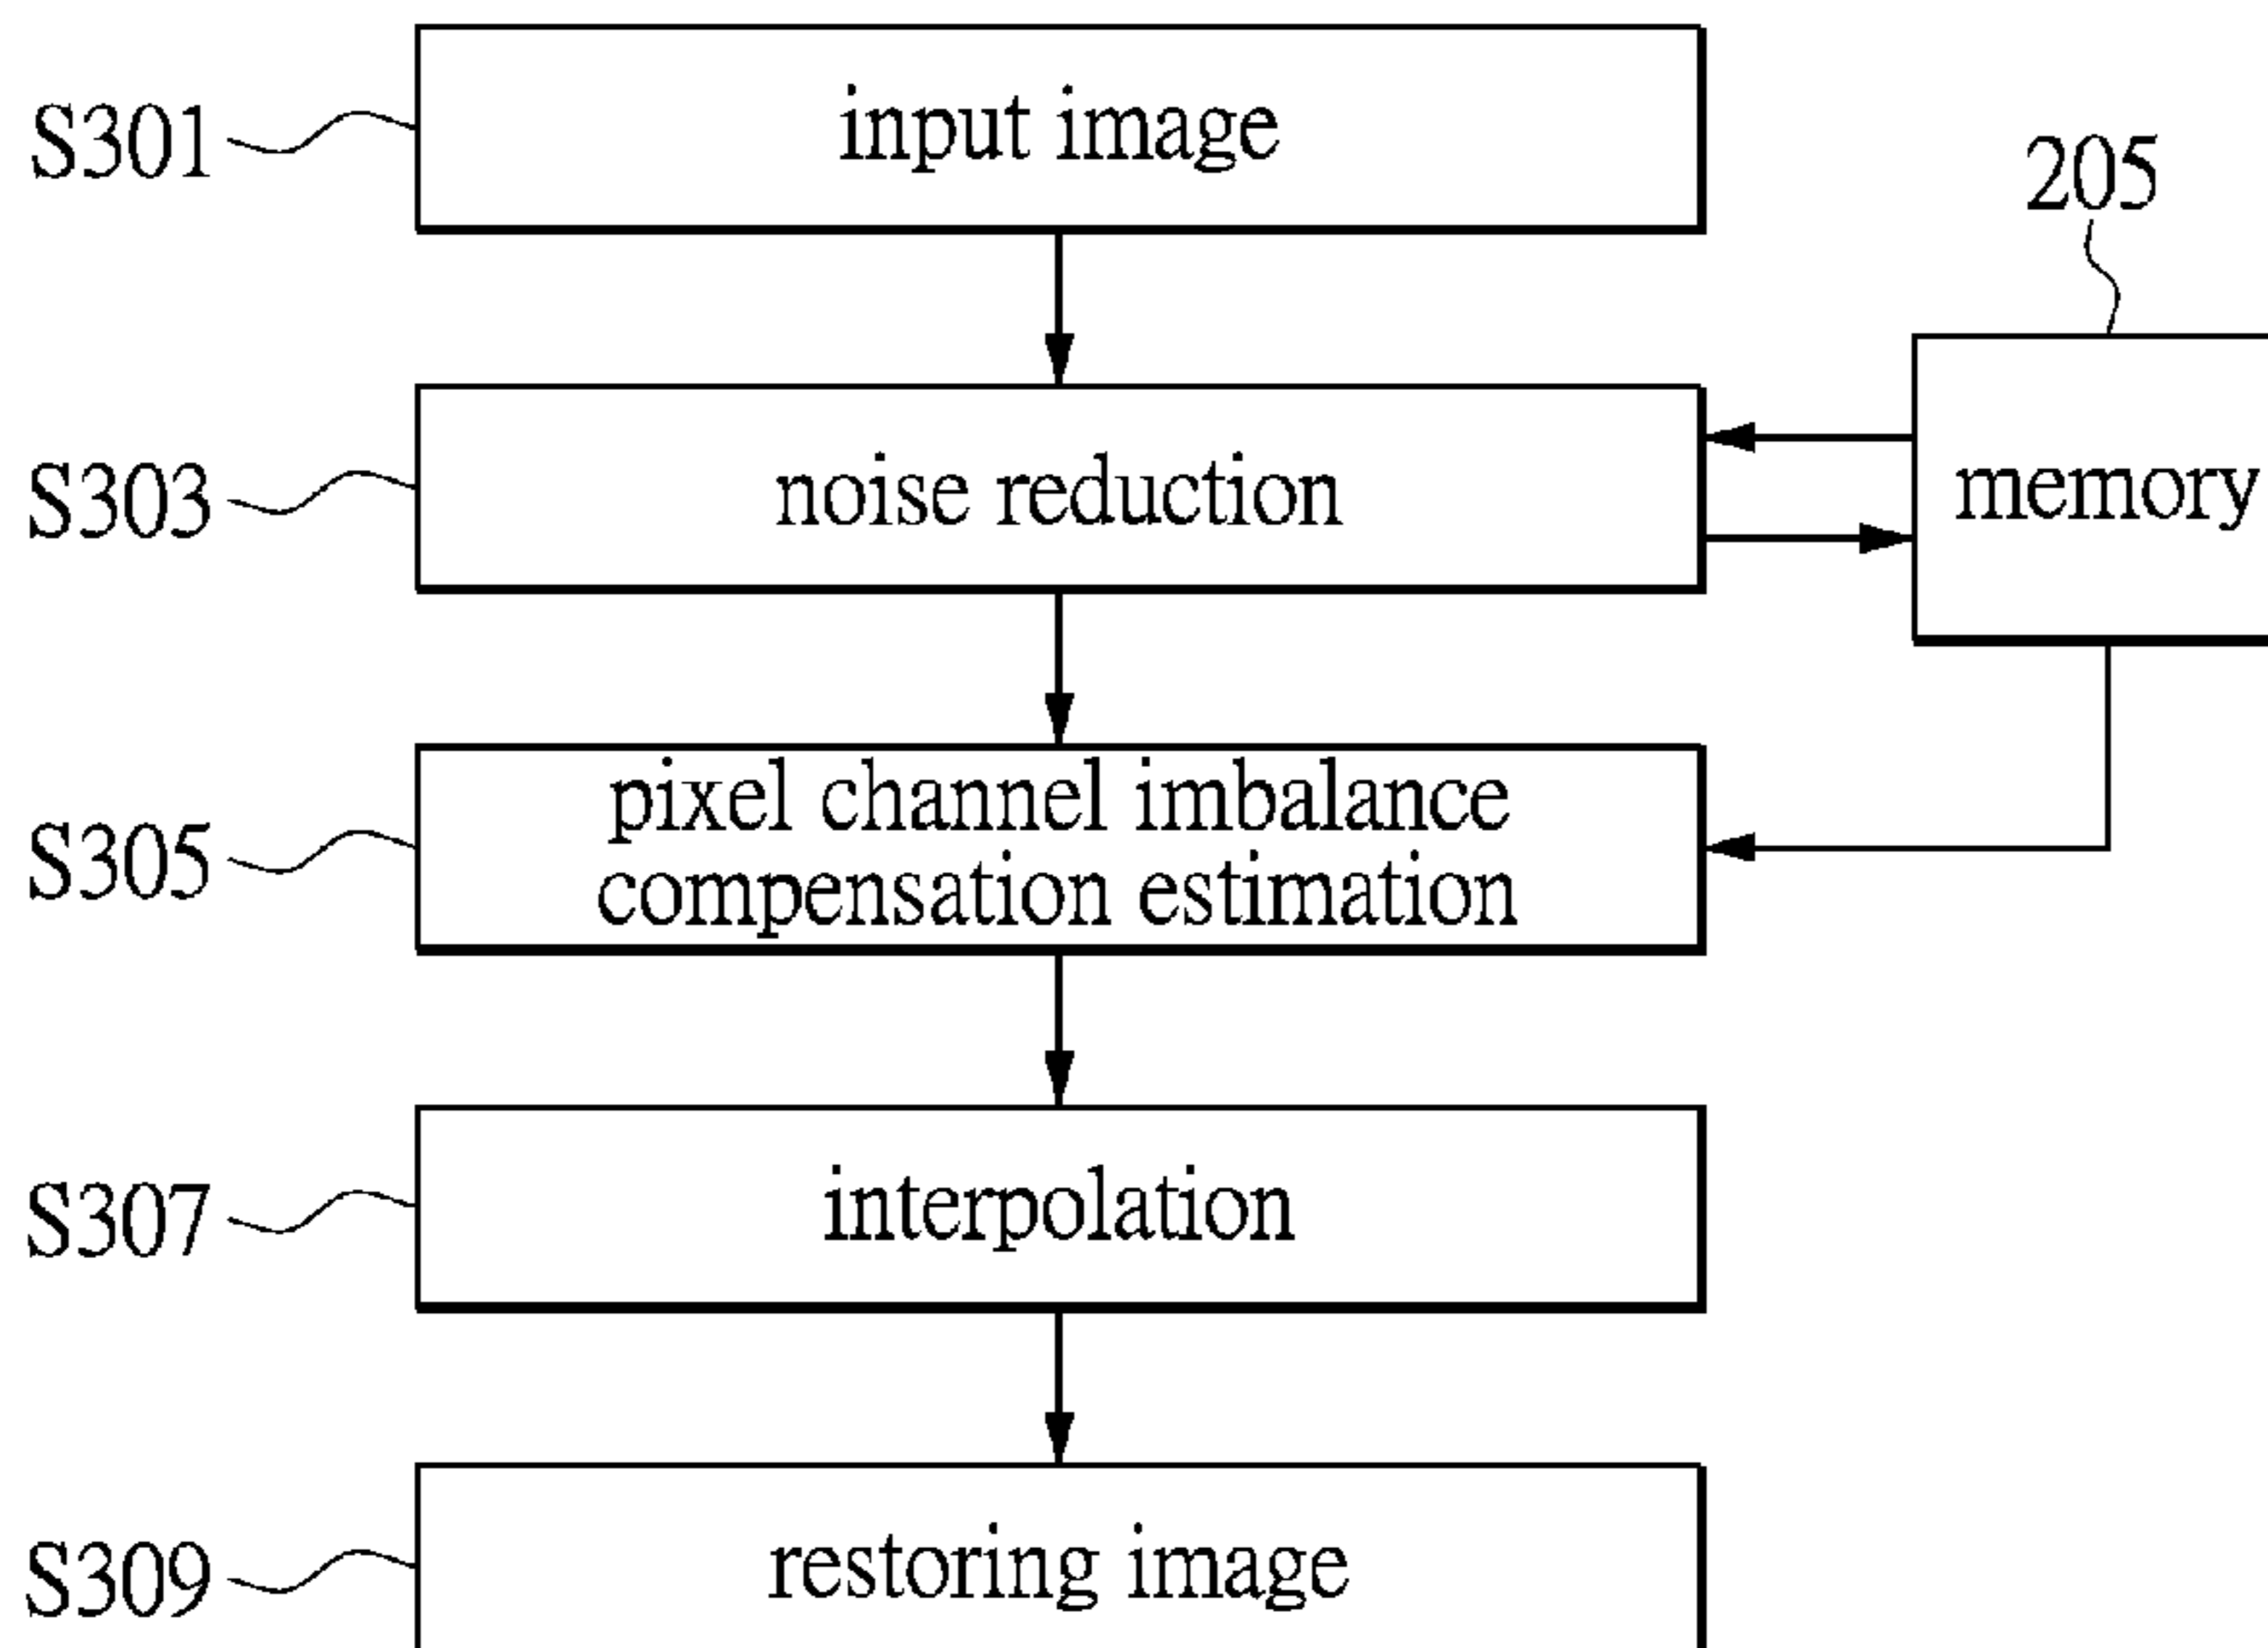 S301
input image
205
S303
noise reduction
memory
S305
pixel channel imbalance
compensation estimation
S307
interpolation
S309
restoring image